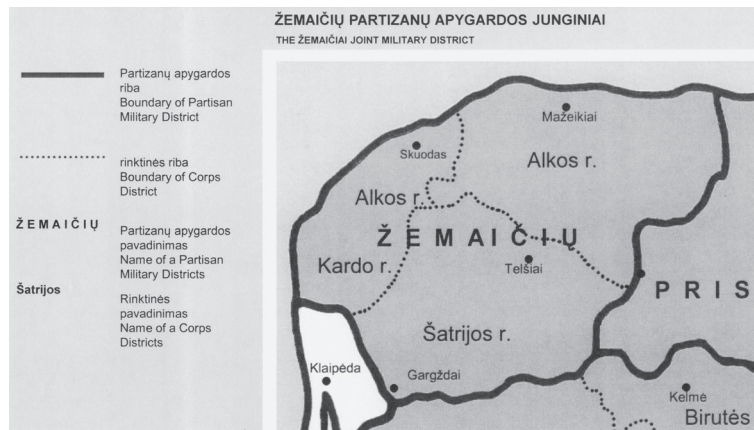 ŽEMAIČIŲ PARTIZANŲ APYGARDOS JUNGINIAI
THE ŽEMAIČIAI JOINT MILITARY DISTRICT
Partizanų apygardos
riba
Boundary of Partisan
Military District
rinktinės riba
Boundary of Corps
District
ŽEMAIČIŲ
Partizanų apygardos
pavadinimas
Name of a Partisan
Military Districts
Šatrijos
Rinktinės
pavadinimas
Name of a Corps
Districts
Mažeikiai
Skuodas
Alkos r.
Alkos r.
ŽEMAIČIŲ
Kardo r.
Telšiai
PRIS
Šatrijos r.
Klaipėda
Gargždai
Kelmė
Birutės